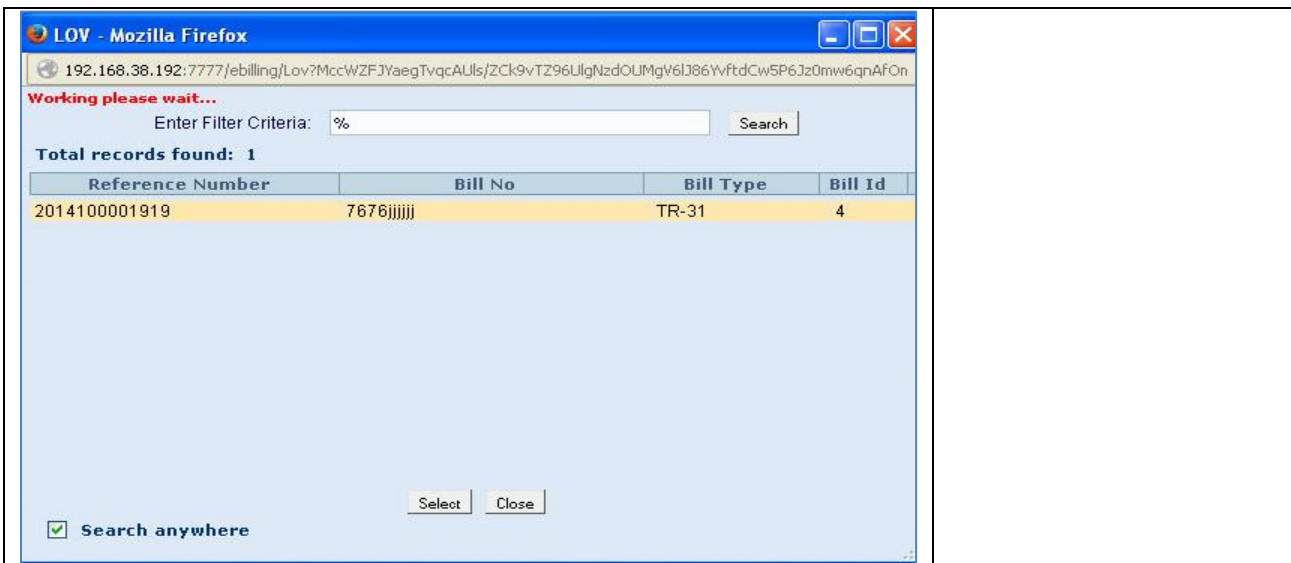 LOV - Mozilla Firefox
192.168.38.192:7777/ebilling/Lov?MccWZFJYaegTvqcAUls/ZCk9vTZ96UlgNzdOUMgV6lJ86YvftdCw5P6Jz0mw6qnAfOn
Working please wait...
Enter Filter Criteria: % Search
Total records found: 1
Reference Number Bill No Bill Type Bill Id
2014100001919 7676jjjjjj TR-31 4
Select Close
Search anywhere